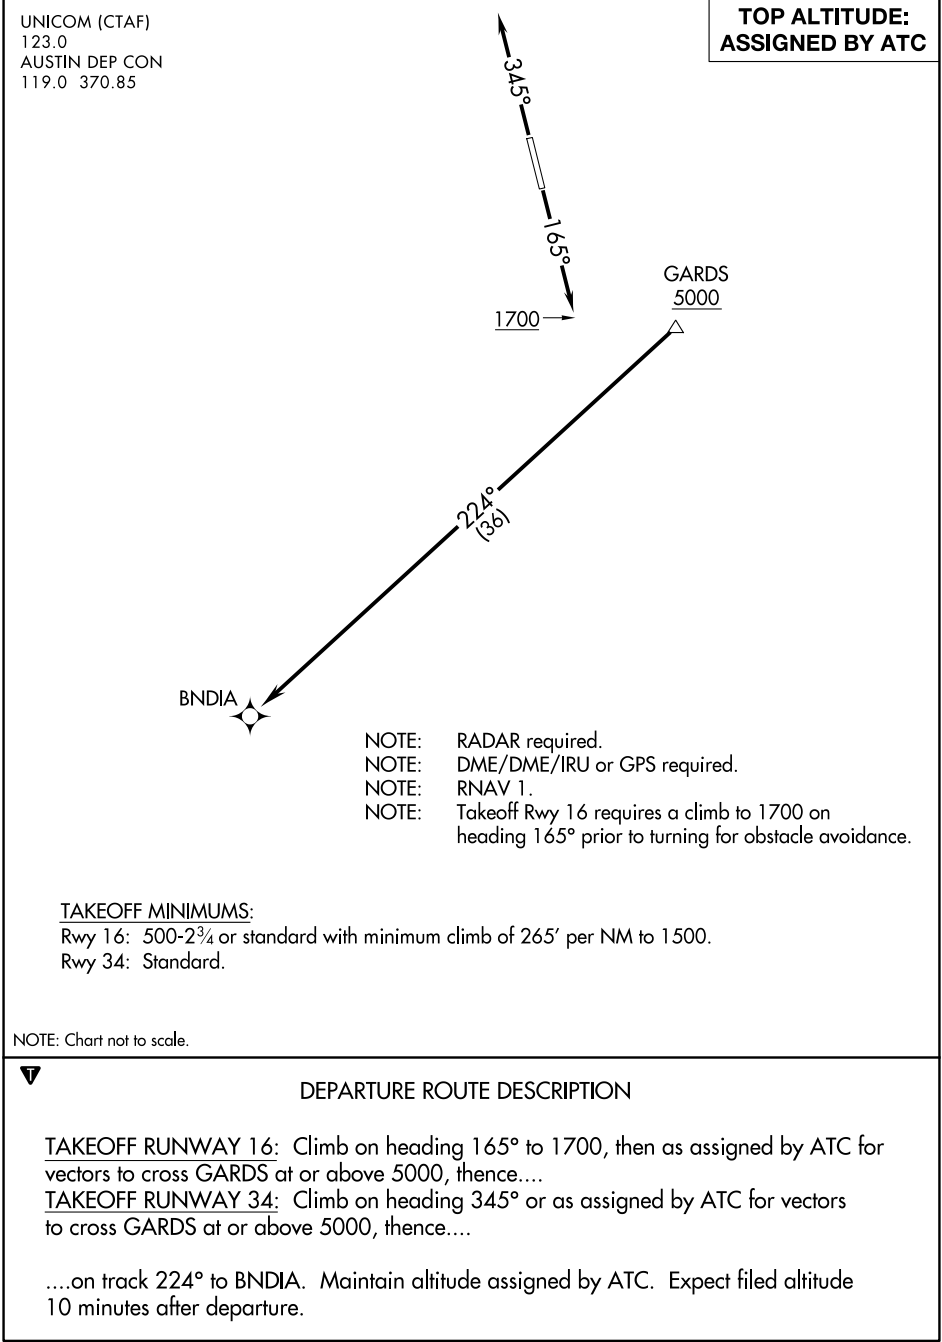 UNICOM (CTAF)
123.0
AUSTIN DEP CON
119.0 370.85
TOP ALTITUDE:
ASSIGNED BY ATC
345°
165°
1700
GARDS
5000
224°
(36)
BNDIA
NOTE: RADAR required.
NOTE: DME/DME/IRU or GPS required.
NOTE: RNAV 1.
NOTE: Takeoff Rwy 16 requires a climb to 1700 on
heading 165° prior to turning for obstacle avoidance.
TAKEOFF MINIMUMS:
Rwy 16: 500-2¾ or standard with minimum climb of 265' per NM to 1500.
Rwy 34: Standard.
NOTE: Chart not to scale.
T
DEPARTURE ROUTE DESCRIPTION
TAKEOFF RUNWAY 16: Climb on heading 165° to 1700, then as assigned by ATC for
vectors to cross GARDS at or above 5000, thence....
TAKEOFF RUNWAY 34: Climb on heading 345° or as assigned by ATC for vectors
to cross GARDS at or above 5000, thence....
....on track 224° to BNDIA. Maintain altitude assigned by ATC. Expect filed altitude
10 minutes after departure.